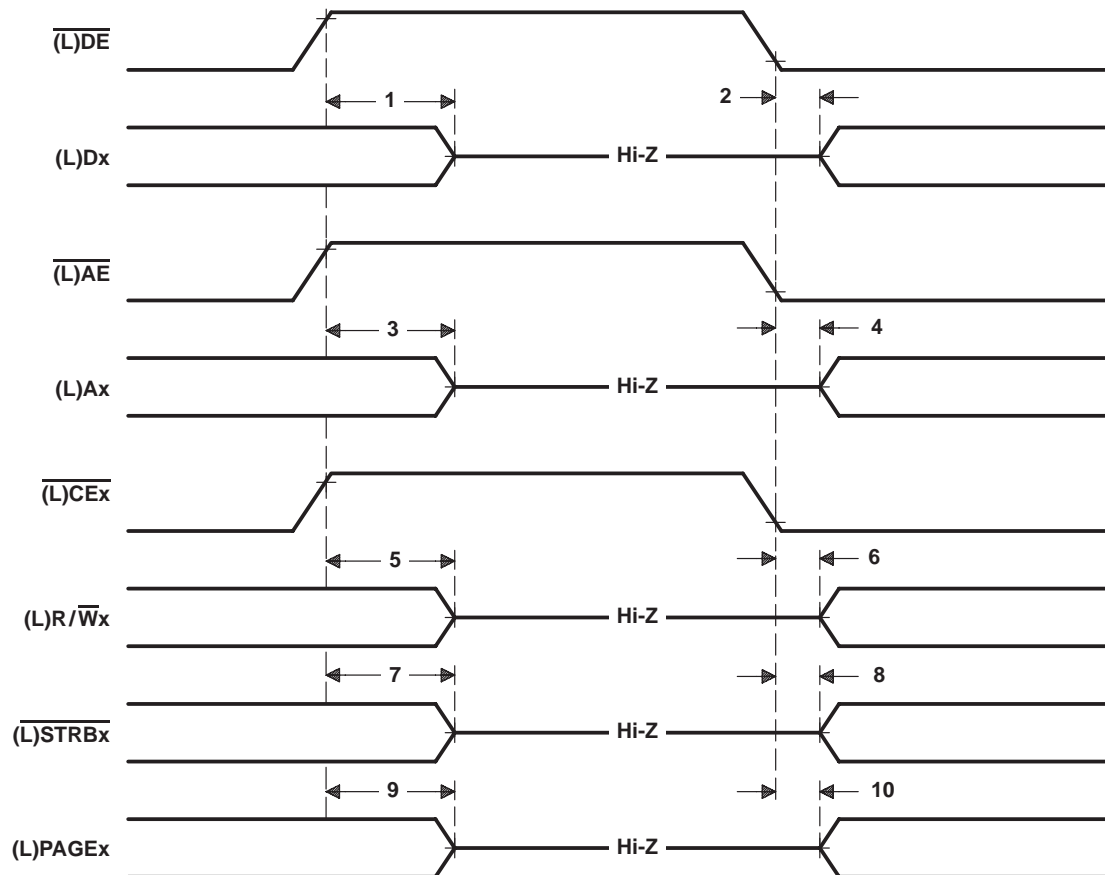 (L)DE
1
2
(L)Dx
Hi-Z
(L)AE
3
4
(L)Ax
Hi-Z
(L)CEx
5
6
(L)R/W̅x
Hi-Z
7
8
(L)STRBx
Hi-Z
9
10
(L)PAGEx
Hi-Z